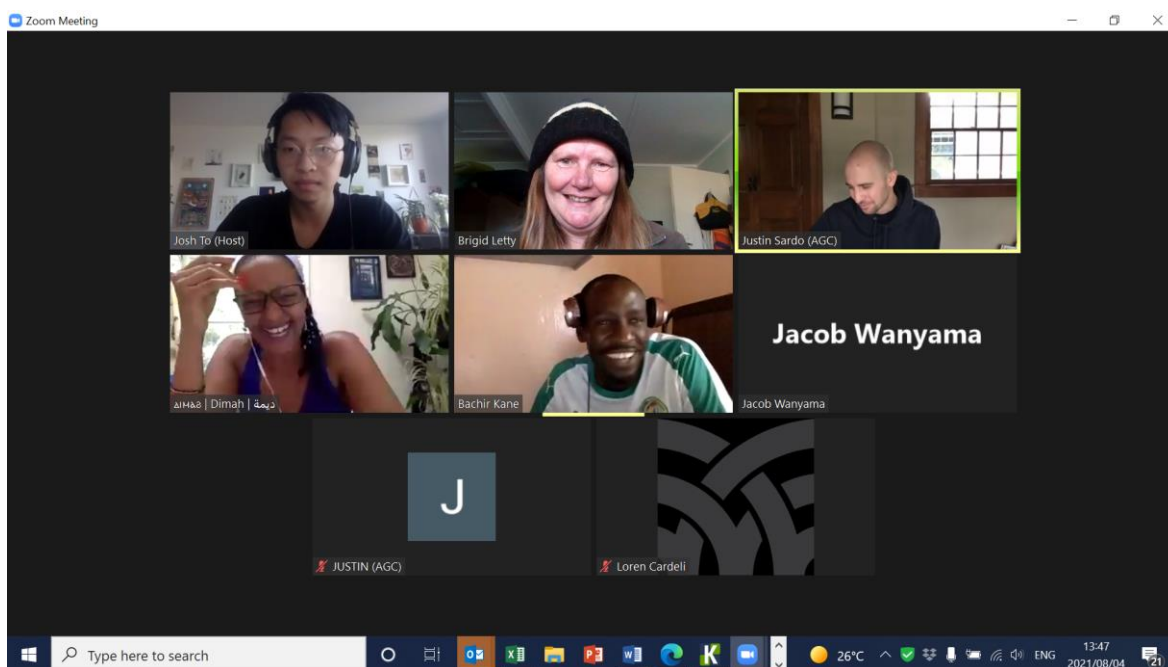 Zoom Meeting
Josh To (Host)
Brigid Letty
Justin Sardo (AGC)
| Dimah | ديمة
Bachir Kane
Jacob Wanyama
Jacob Wanyama
J
JUSTIN (AGC)
Loren Cardeli
Type here to search
26°C
ENG
13:47
2021/08/04
21